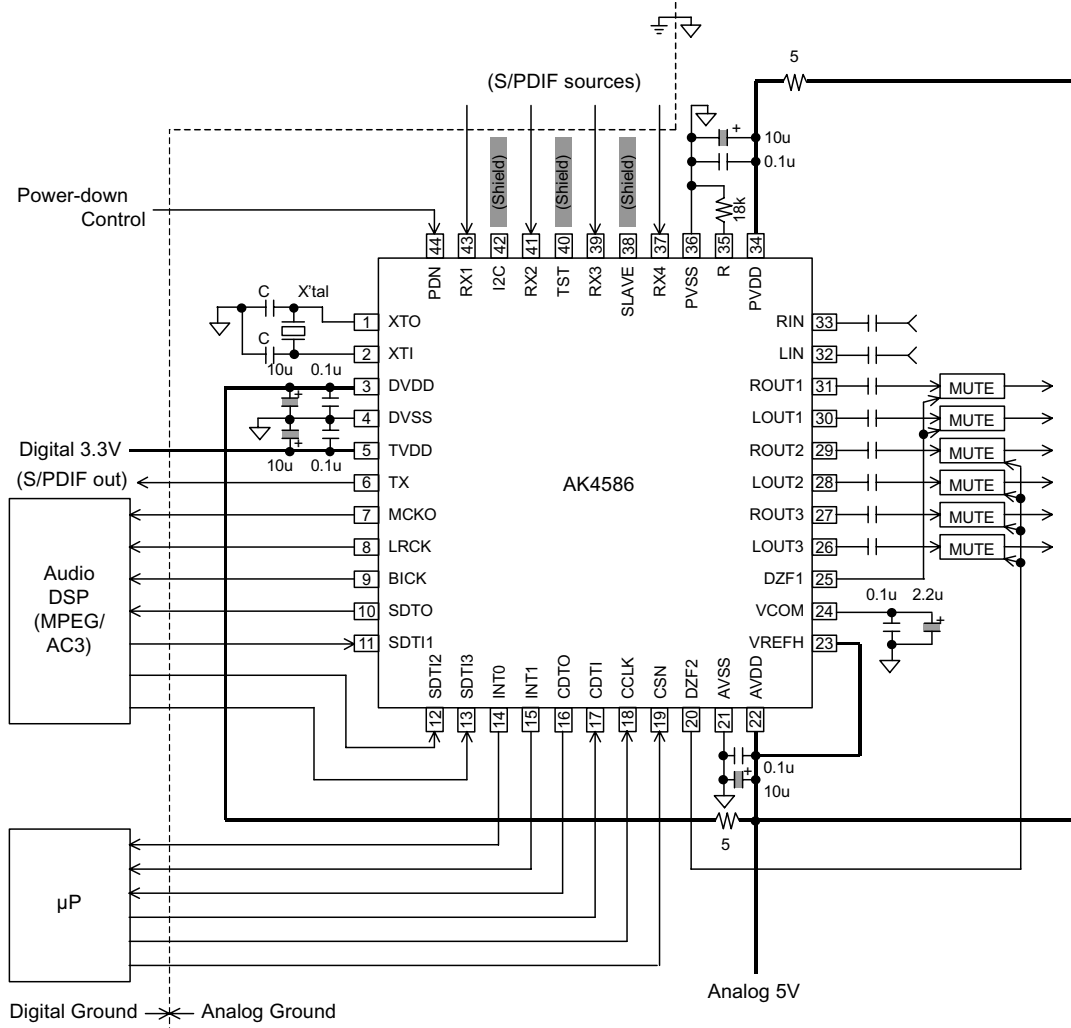 5
(S/PDIF sources)
+
10u
0.1u
18k
(Shield)
(Shield)
(Shield)
Power-down
Control
44
43
42
41
40
39
38
37
36
35
34
PDN
RX1
I2C
RX2
TST
RX3
SLAVE
RX4
PVSS
R
PVDD
C
X'tal
C
1 XTO
2 XTI
10u 0.1u
3 DVDD
+
4 DVSS
+
Digital 3.3V
10u 0.1u
5 TVDD
(S/PDIF out)
6 TX
7 MCKO
8 LRCK
9 BICK
10 SDTO
11 SDTI1
AK4586
RIN 33
LIN 32
ROUT1 31
MUTE
LOUT1 30
MUTE
ROUT2 29
MUTE
LOUT2 28
MUTE
ROUT3 27
MUTE
LOUT3 26
MUTE
DZF1 25
VCOM 24
0.1u 2.2u
+
VREFH 23
Audio
DSP
(MPEG/
AC3)
SDTI2
SDTI3
INT0
INT1
CDTO
CDTI
CCLK
CSN
DZF2
AVSS
AVDD
12
13
14
15
16
17
18
19
20
21
22
0.1u
+
10u
5
µP
Analog 5V
Digital Ground
Analog Ground